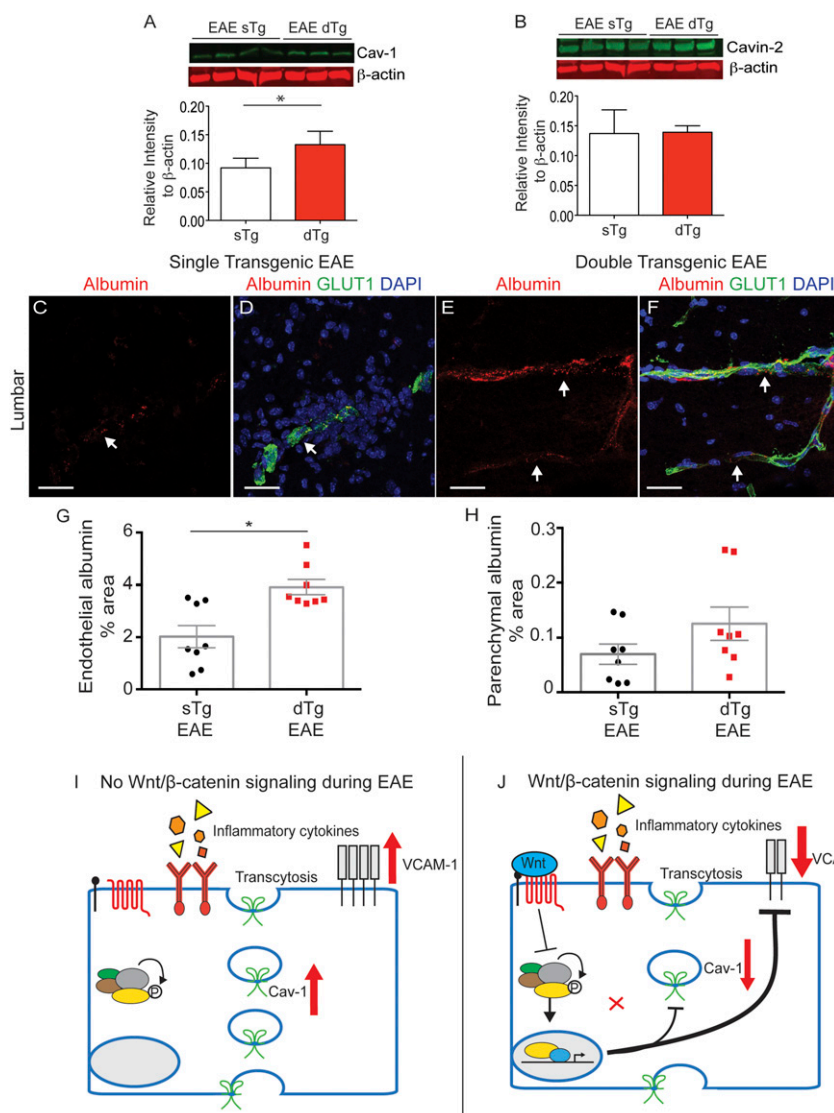 A
EAE sTg EAE dTg
Cav-1
β-actin
*
Relative Intensity
to β-actin
0.20
0.15
0.10
0.05
0.00
sTg dTg
B
EAE sTg EAE dTg
Cavin-2
β-actin
Relative Intensity
to β-actin
0.20
0.15
0.10
0.05
0.00
sTg dTg
Single Transgenic EAE
Double Transgenic EAE
Albumin
Albumin GLUT1 DAPI
Albumin
Albumin GLUT1 DAPI
Lumbar
C
D
E
F
G
*
Endothelial albumin
% area
6
4
2
0
sTg dTg
EAE EAE
H
Parenchymal albumin
% area
0.3
0.2
0.1
0
sTg dTg
EAE EAE
I No Wnt/β-catenin signaling during EAE
Inflammatory cytokines
VCAM-1
Transcytosis
Cav-1
P
J Wnt/β-catenin signaling during EAE
Inflammatory cytokines
Wnt
VCA
Transcytosis
Cav-1
P